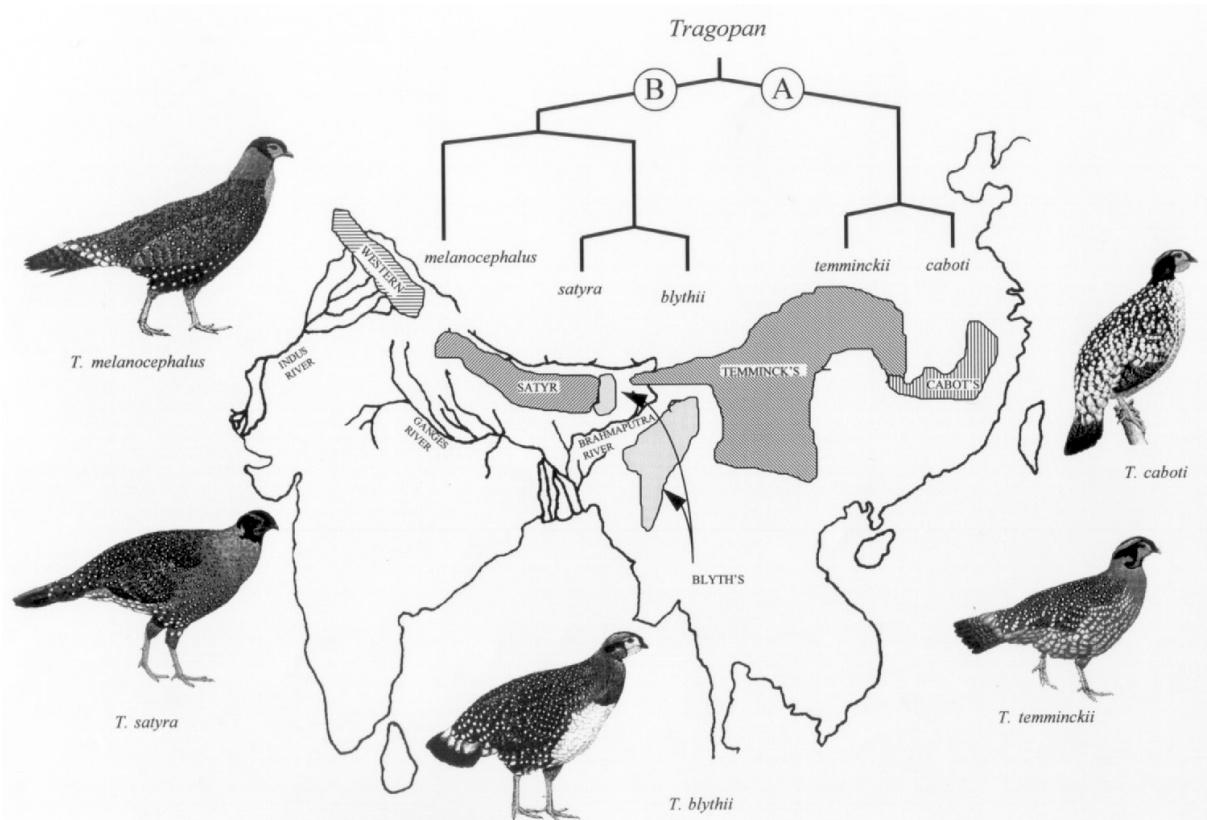 Tragopan
B
A
melanocephalus
satyra
blythii
temminckii
caboti
WESTERN
INDUS
RIVER
SATYR
GANGES
RIVER
BRAHMAPUTRA
RIVER
TEMMINCK'S
CABOT'S
BLYTH'S
T. melanocephalus
T. caboti
T. satyra
T. temminckii
T. blythii